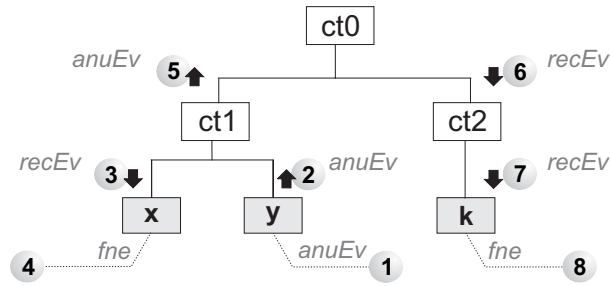 ct0
anuEv 5 6 recEv
ct1 ct2
recEv 3 2 anuEv 7 recEv
x y k
fne anuEv fne
4 1 8